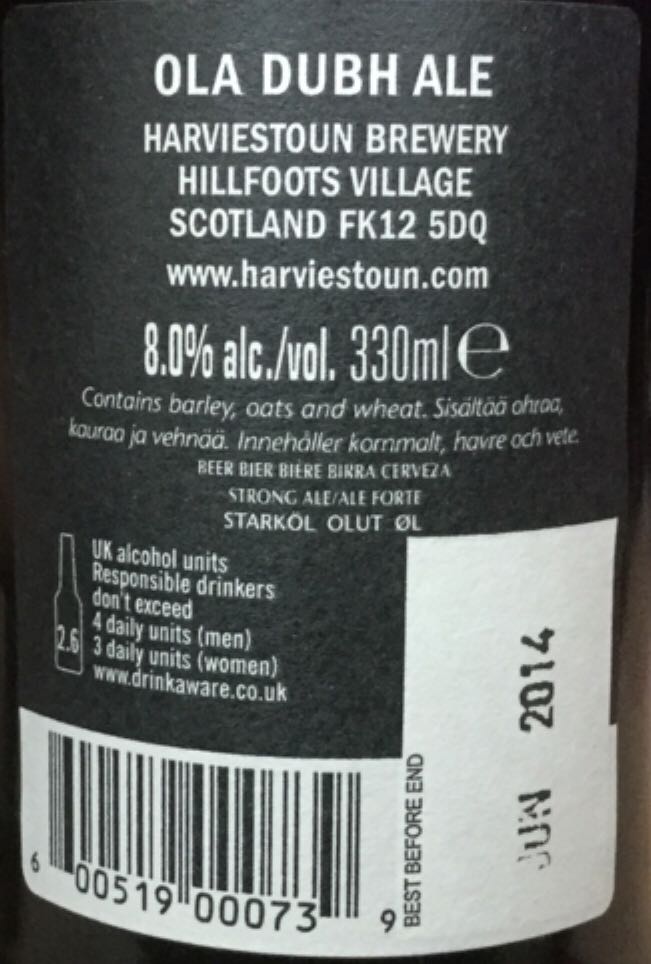 OLA DUBH ALE
HARVIESTOUN BREWERY
HILLFOOTS VILLAGE
SCOTLAND FK12 5DQ
www.harviestoun.com
8.0% alc./vol. 330ml e
Contains barley, oats and wheat. Sisältää ohraa,
kauraa ja vehnää. Innehåller kornmalt, havre och vete.
BEER BIER BIÈRE BIRRA CERVEZA
STRONG ALE/ALE FORTE
STARKÖL OLUT ØL
UK alcohol units
Responsible drinkers
don't exceed
4 daily units (men)
3 daily units (women)
www.drinkaware.co.uk
2.6
6 00519 00073 9
BEST BEFORE END
JUN 2014